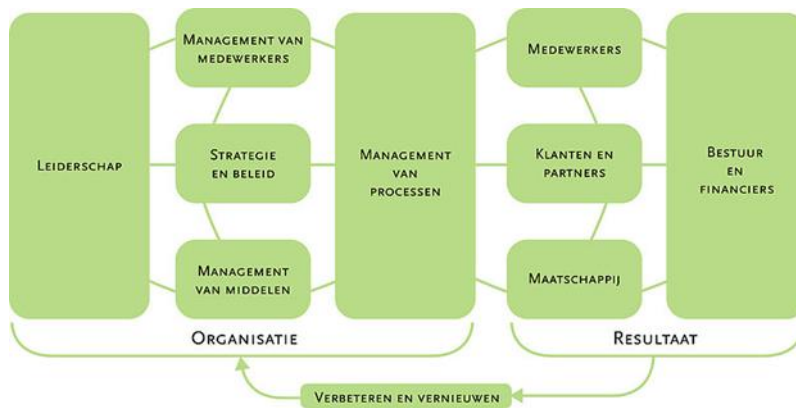 Leiderschap
Management van
medewerkers
Strategie
en beleid
Management
van middelen
Management
van
processen
Medewerkers
Klanten en
partners
Maatschappij
Bestuur
en
financiers
Organisatie
Resultaat
Verbeteren en vernieuwen